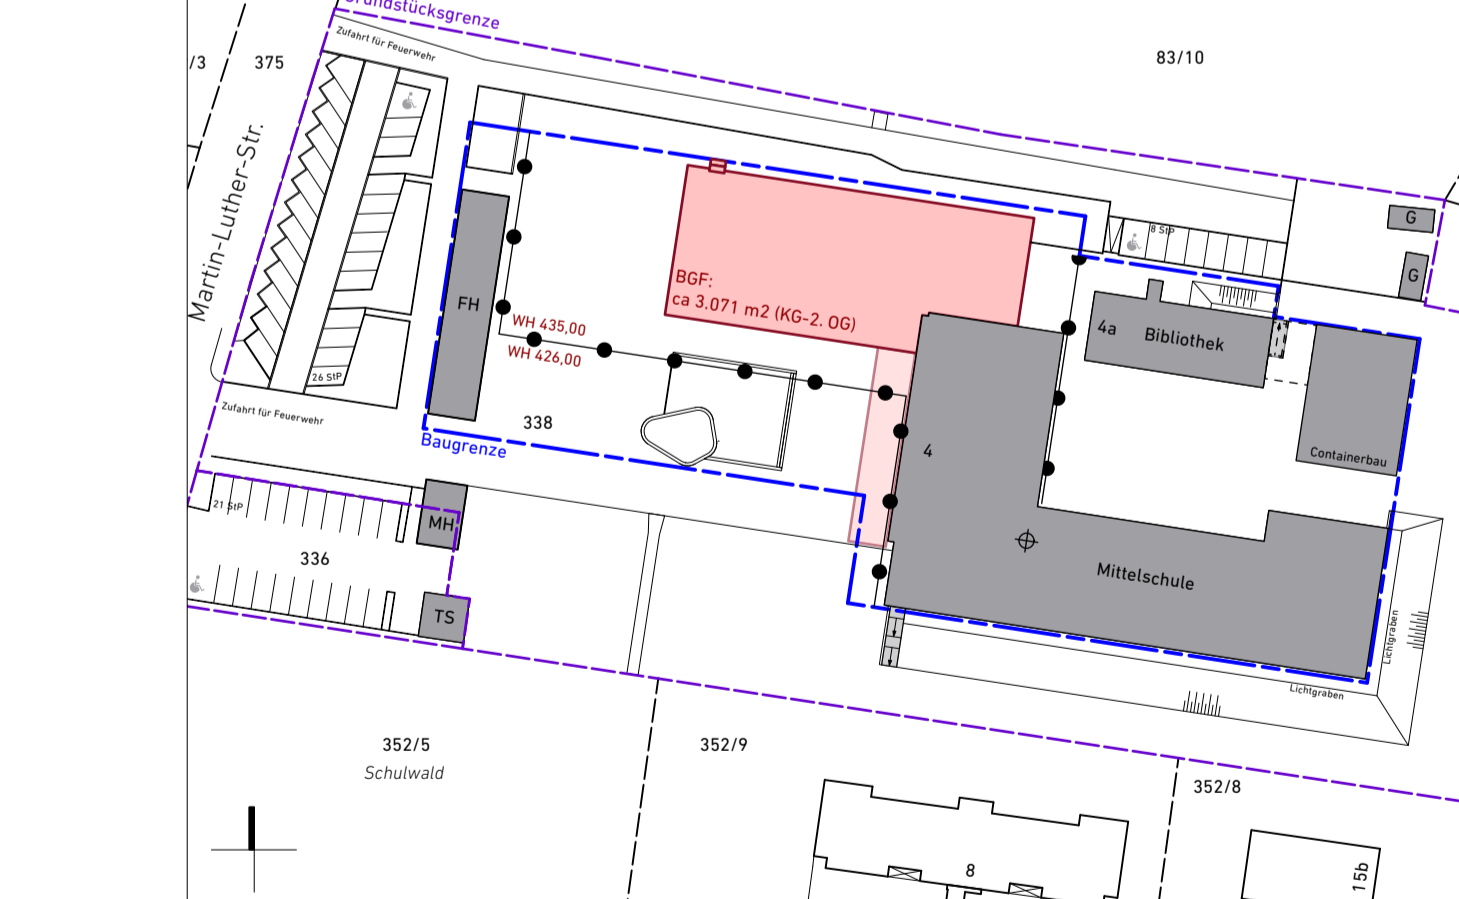 Grundstücksgrenze
Zufahrt für Feuerwehr
/3
375
83/10
Martin-Luther-Str.
8 StP
G
G
BGF:
ca 3.071 m2 (KG-2. OG)
FH
WH 435,00
WH 426,00
4a
Bibliothek
26 StP
Zufahrt für Feuerwehr
338
Baugrenze
4
Containerbau
21 StP
MH
336
Mittelschule
TS
Lichtgraben
Lichtgraben
352/5
Schulwald
352/9
352/8
8
15b